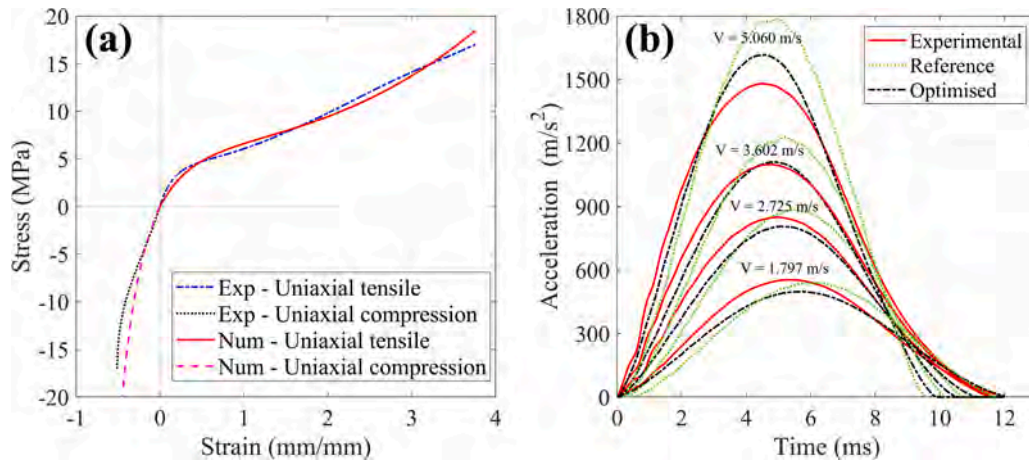 (a)
20
15
10
5
0
-5
-10
-15
-20
-1
0
1
2
3
4
Stress (MPa)
Strain (mm/mm)
Exp - Uniaxial tensile
Exp - Uniaxial compression
Num - Uniaxial tensile
Num - Uniaxial compression
(b)
1800
1500
1200
900
600
300
0
0
2
4
6
8
10
12
Acceleration (m/s²)
Time (ms)
V = 5.060 m/s
V = 3.602 m/s
V = 2.725 m/s
V = 1.797 m/s
Experimental
Reference
Optimised